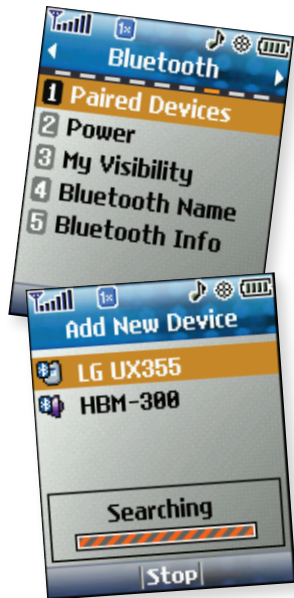 1x
Bluetooth
1 Paired Devices
2 Power
3 My Visibility
4 Bluetooth Name
5 Bluetooth Info
1x
Add New Device
LG UX355
HBM-300
Searching
Stop